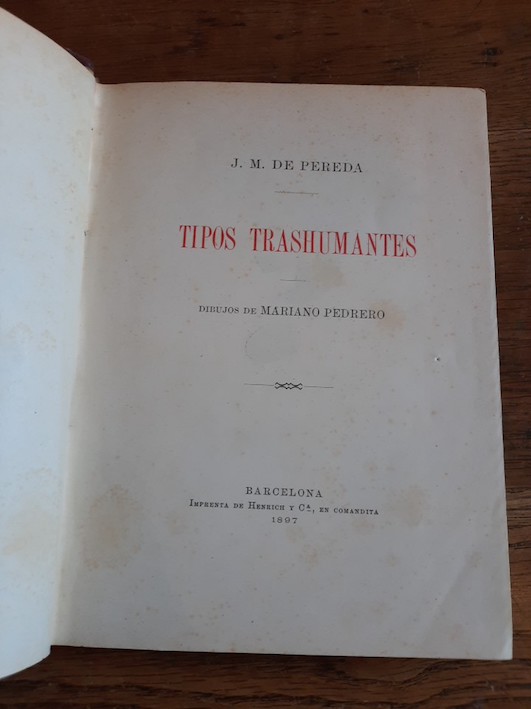 J. M. DE PEREDA
TIPOS TRASHUMANTES
DIBUJOS DE MARIANO PEDRERO
BARCELONA
IMPRENTA DE HENRICH Y Cª, EN COMANDITA
1897